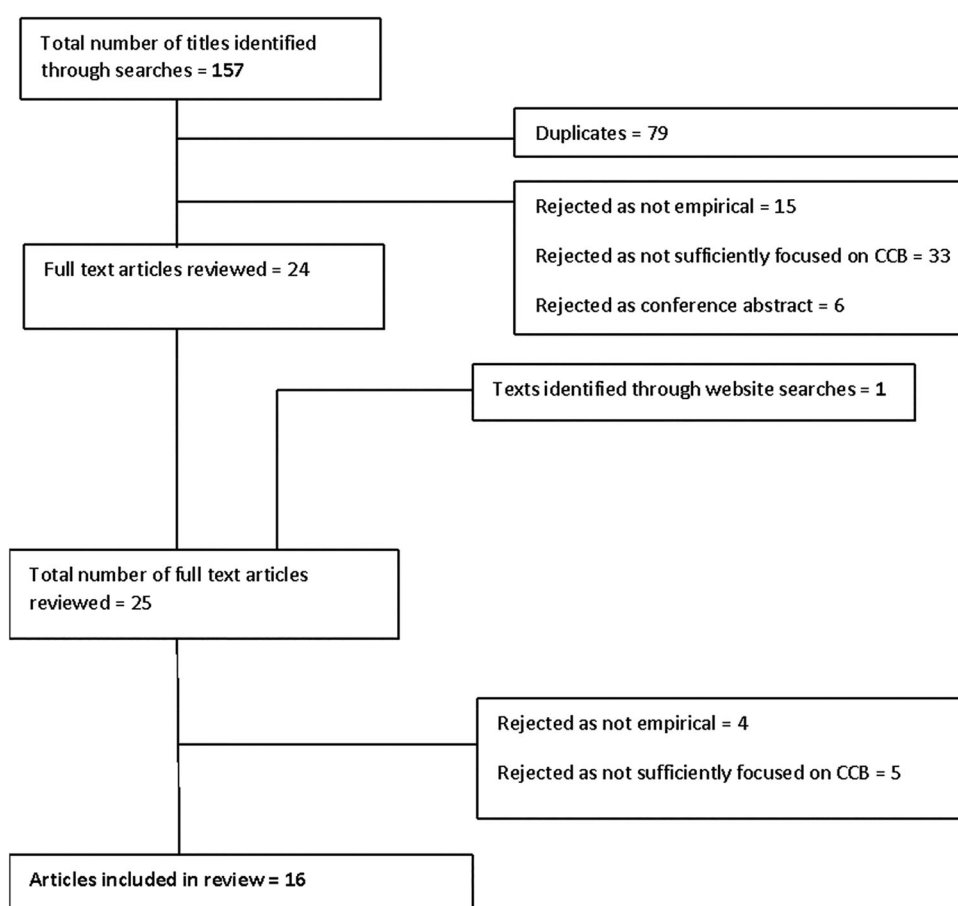 Total number of titles identified
through searches = 157
Duplicates = 79
Rejected as not empirical = 15
Rejected as not sufficiently focused on CCB = 33
Rejected as conference abstract = 6
Full text articles reviewed = 24
Texts identified through website searches = 1
Total number of full text articles
reviewed = 25
Rejected as not empirical = 4
Rejected as not sufficiently focused on CCB = 5
Articles included in review = 16